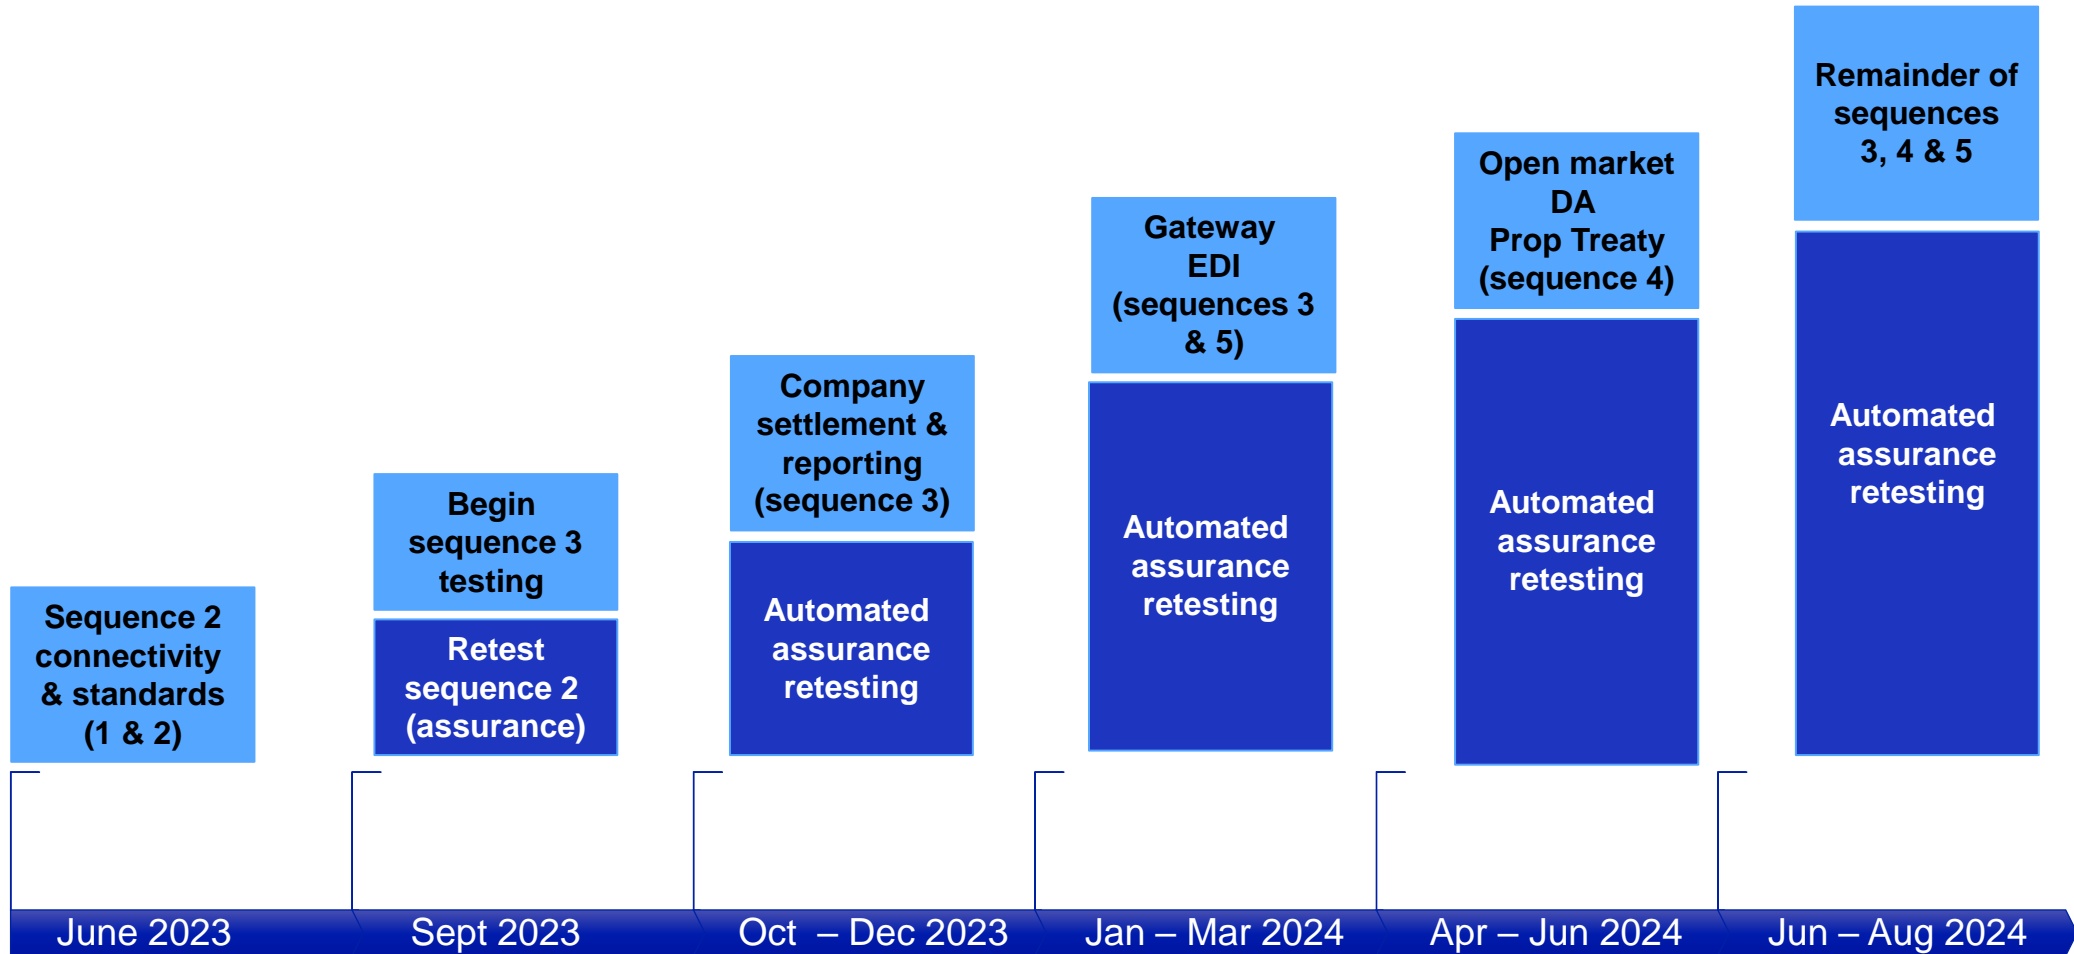 Sequence 2
connectivity
& standards
(1 & 2)
Begin
sequence 3
testing
Retest
sequence 2
(assurance)
Company
settlement &
reporting
(sequence 3)
Automated
assurance
retesting
Gateway
EDI
(sequences 3
& 5)
Automated
assurance
retesting
Open market
DA
Prop Treaty
(sequence 4)
Automated
assurance
retesting
Remainder of
sequences
3, 4 & 5
Automated
assurance
retesting
June 2023
Sept 2023
Oct – Dec 2023
Jan – Mar 2024
Apr – Jun 2024
Jun – Aug 2024